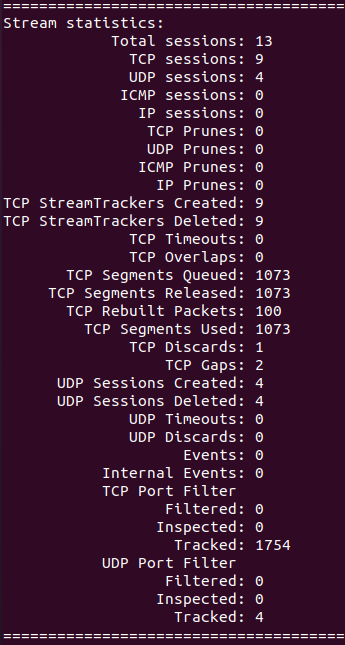 =======================================
Stream statistics:
            Total sessions: 13
              TCP sessions: 9
              UDP sessions: 4
             ICMP sessions: 0
               IP sessions: 0
                TCP Prunes: 0
                UDP Prunes: 0
               ICMP Prunes: 0
                 IP Prunes: 0
TCP StreamTrackers Created: 9
TCP StreamTrackers Deleted: 9
              TCP Timeouts: 0
              TCP Overlaps: 0
       TCP Segments Queued: 1073
     TCP Segments Released: 1073
       TCP Rebuilt Packets: 100
         TCP Segments Used: 1073
              TCP Discards: 1
                  TCP Gaps: 2
      UDP Sessions Created: 4
      UDP Sessions Deleted: 4
              UDP Timeouts: 0
              UDP Discards: 0
                    Events: 0
           Internal Events: 0
           TCP Port Filter
                  Filtered: 0
                 Inspected: 0
                   Tracked: 1754
           UDP Port Filter
                  Filtered: 0
                 Inspected: 0
                   Tracked: 4
=======================================